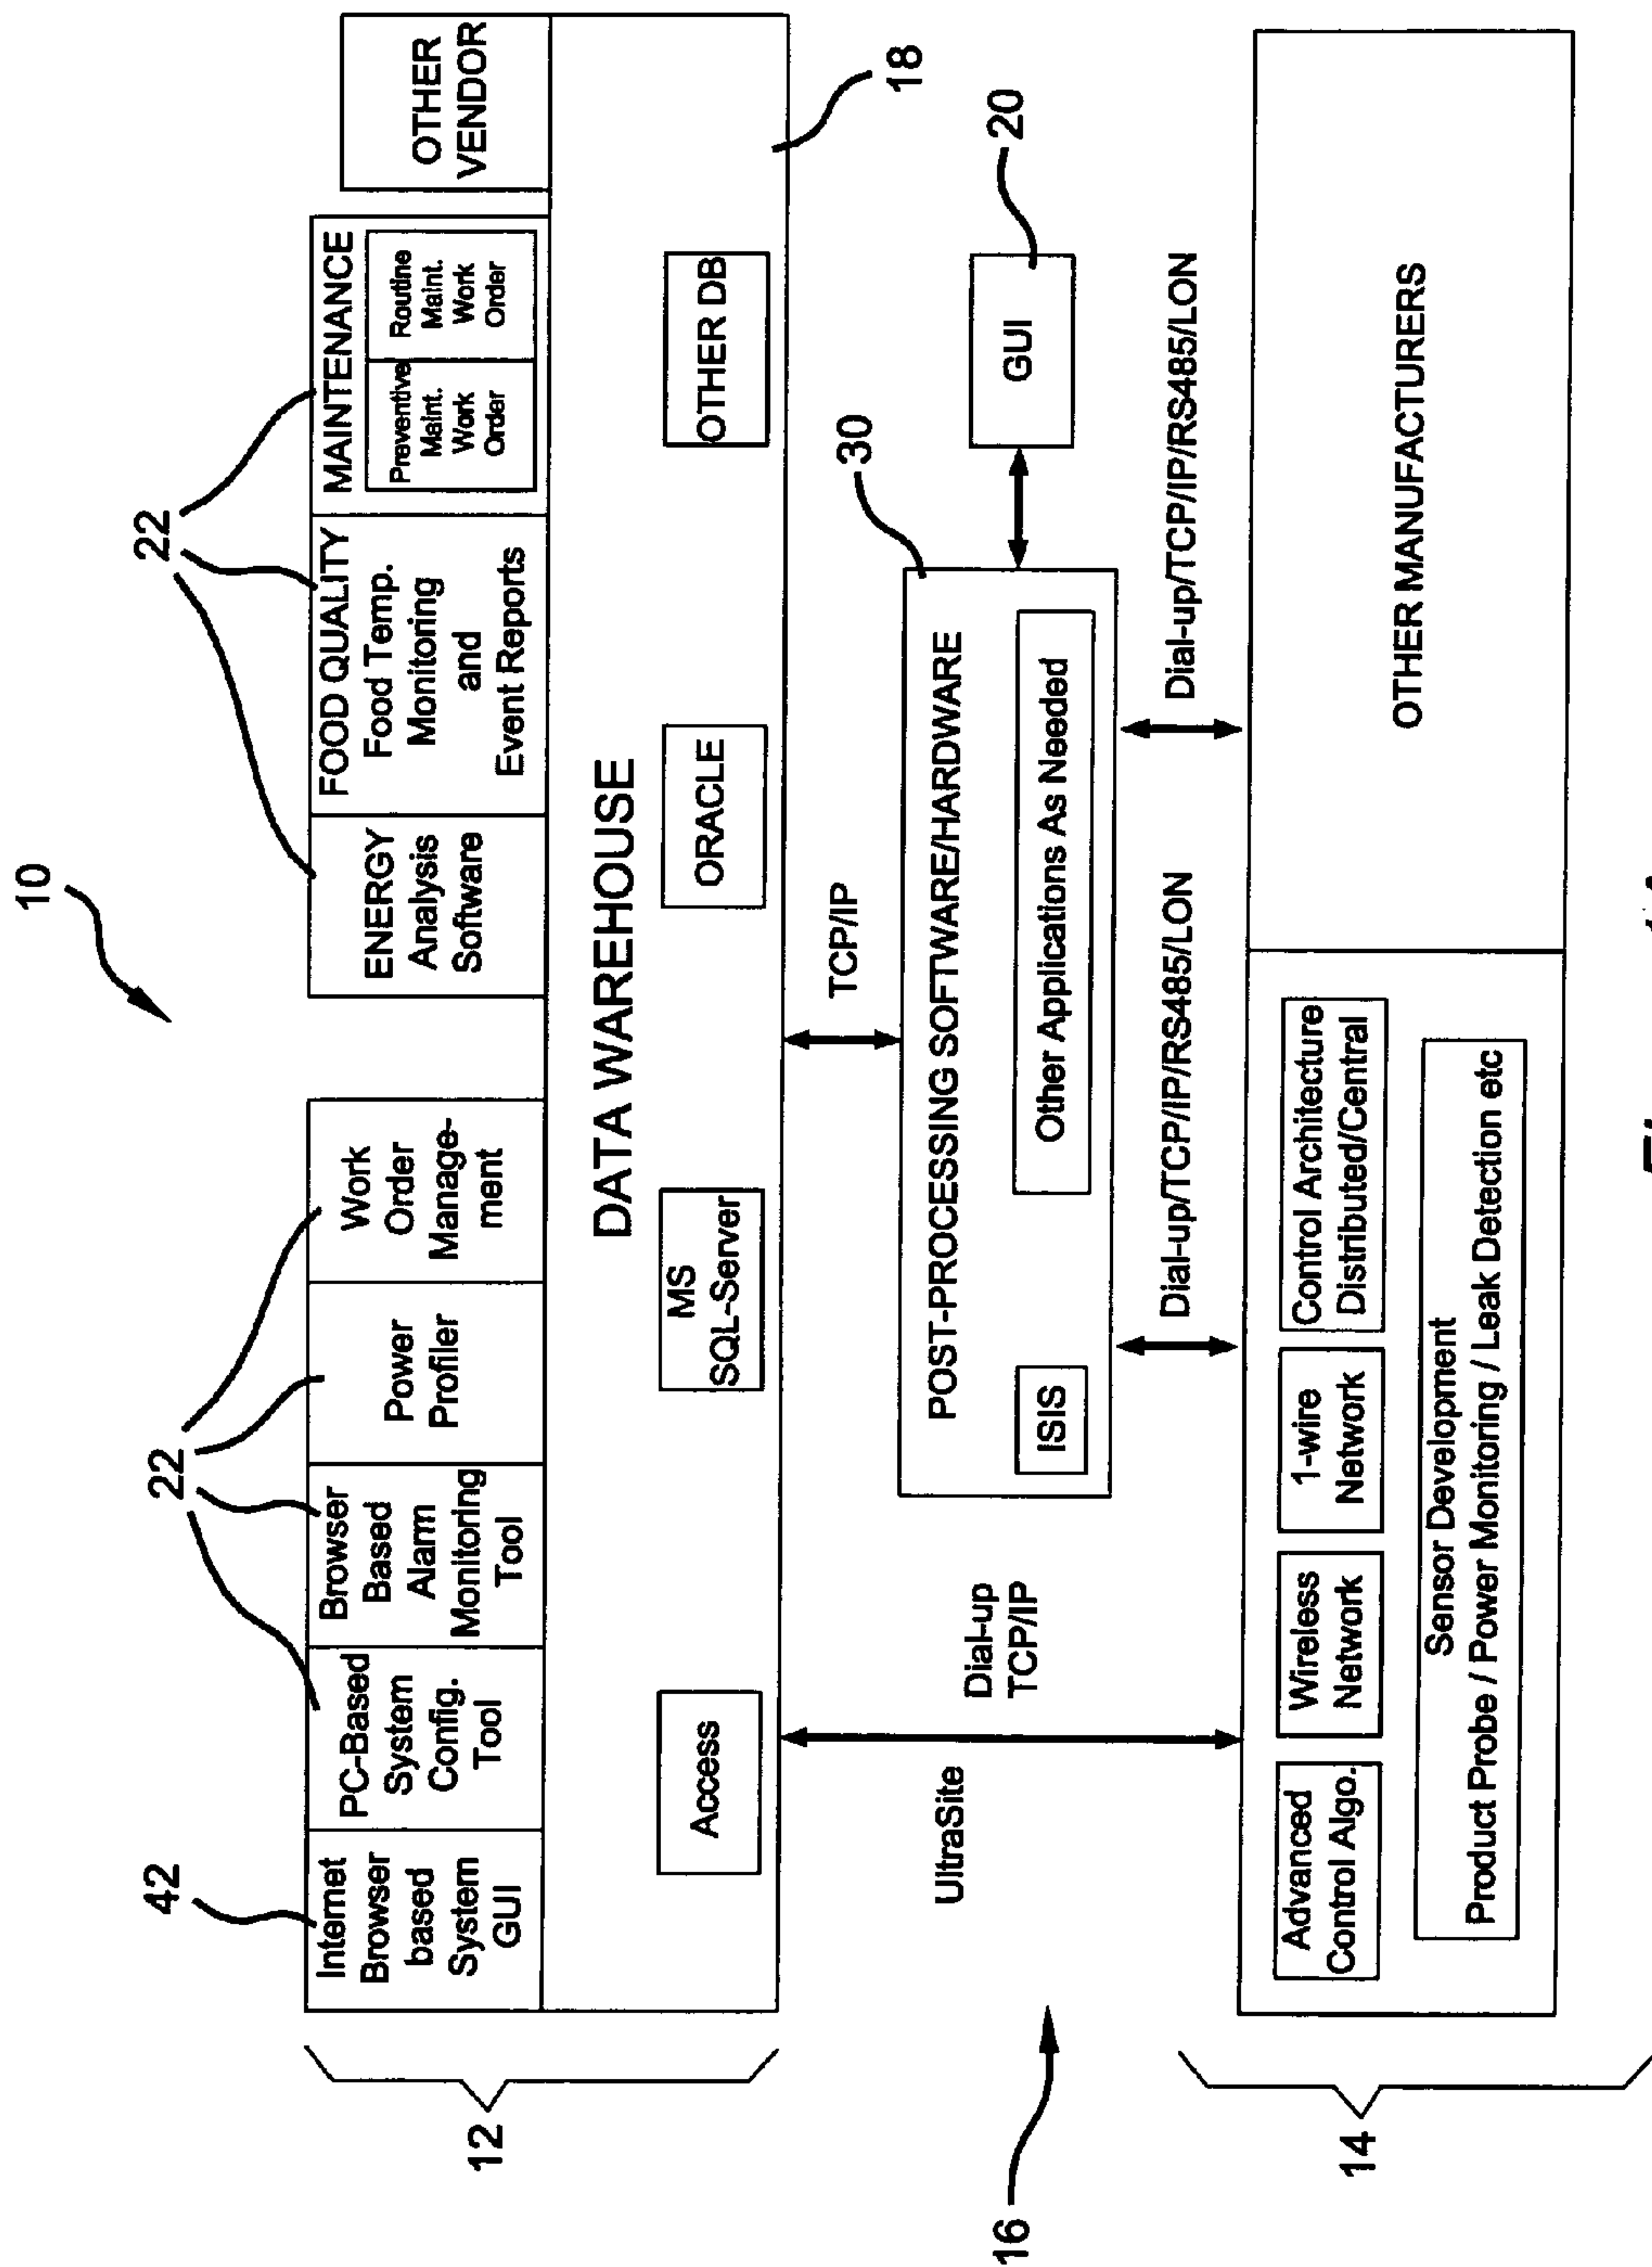 10
42
22
22
Internet
Browser
based
System
GUI
PC-Based
System
Config.
Tool
Browser
Based
Alarm
Monitoring
Tool
Power
Profiler
Work
Order
Manage-
ment
ENERGY
Analysis
Software
FOOD QUALITY
Food Temp.
Monitoring
and
Event Reports
MAINTENANCE
Preventive
Maint.
Work
Order
Routine
Maint.
Work
Order
OTHER
VENDOR
12
DATA WAREHOUSE
Access
MS
SQL-Server
ORACLE
OTHER DB
18
16
UltraSite
Dial-up
TCP/IP
TCP/IP
30
POST-PROCESSING SOFTWARE/HARDWARE
ISIS
Other Applications As Needed
20
GUI
Dial-up/TCP/IP/RS485/LON
Dial-up/TCP/IP/RS485/LON
14
Advanced
Control Algo.
Wireless
Network
1-wire
Network
Control Architecture
Distributed/Central
Sensor Development
Product Probe / Power Monitoring / Leak Detection etc
OTHER MANUFACTURERS